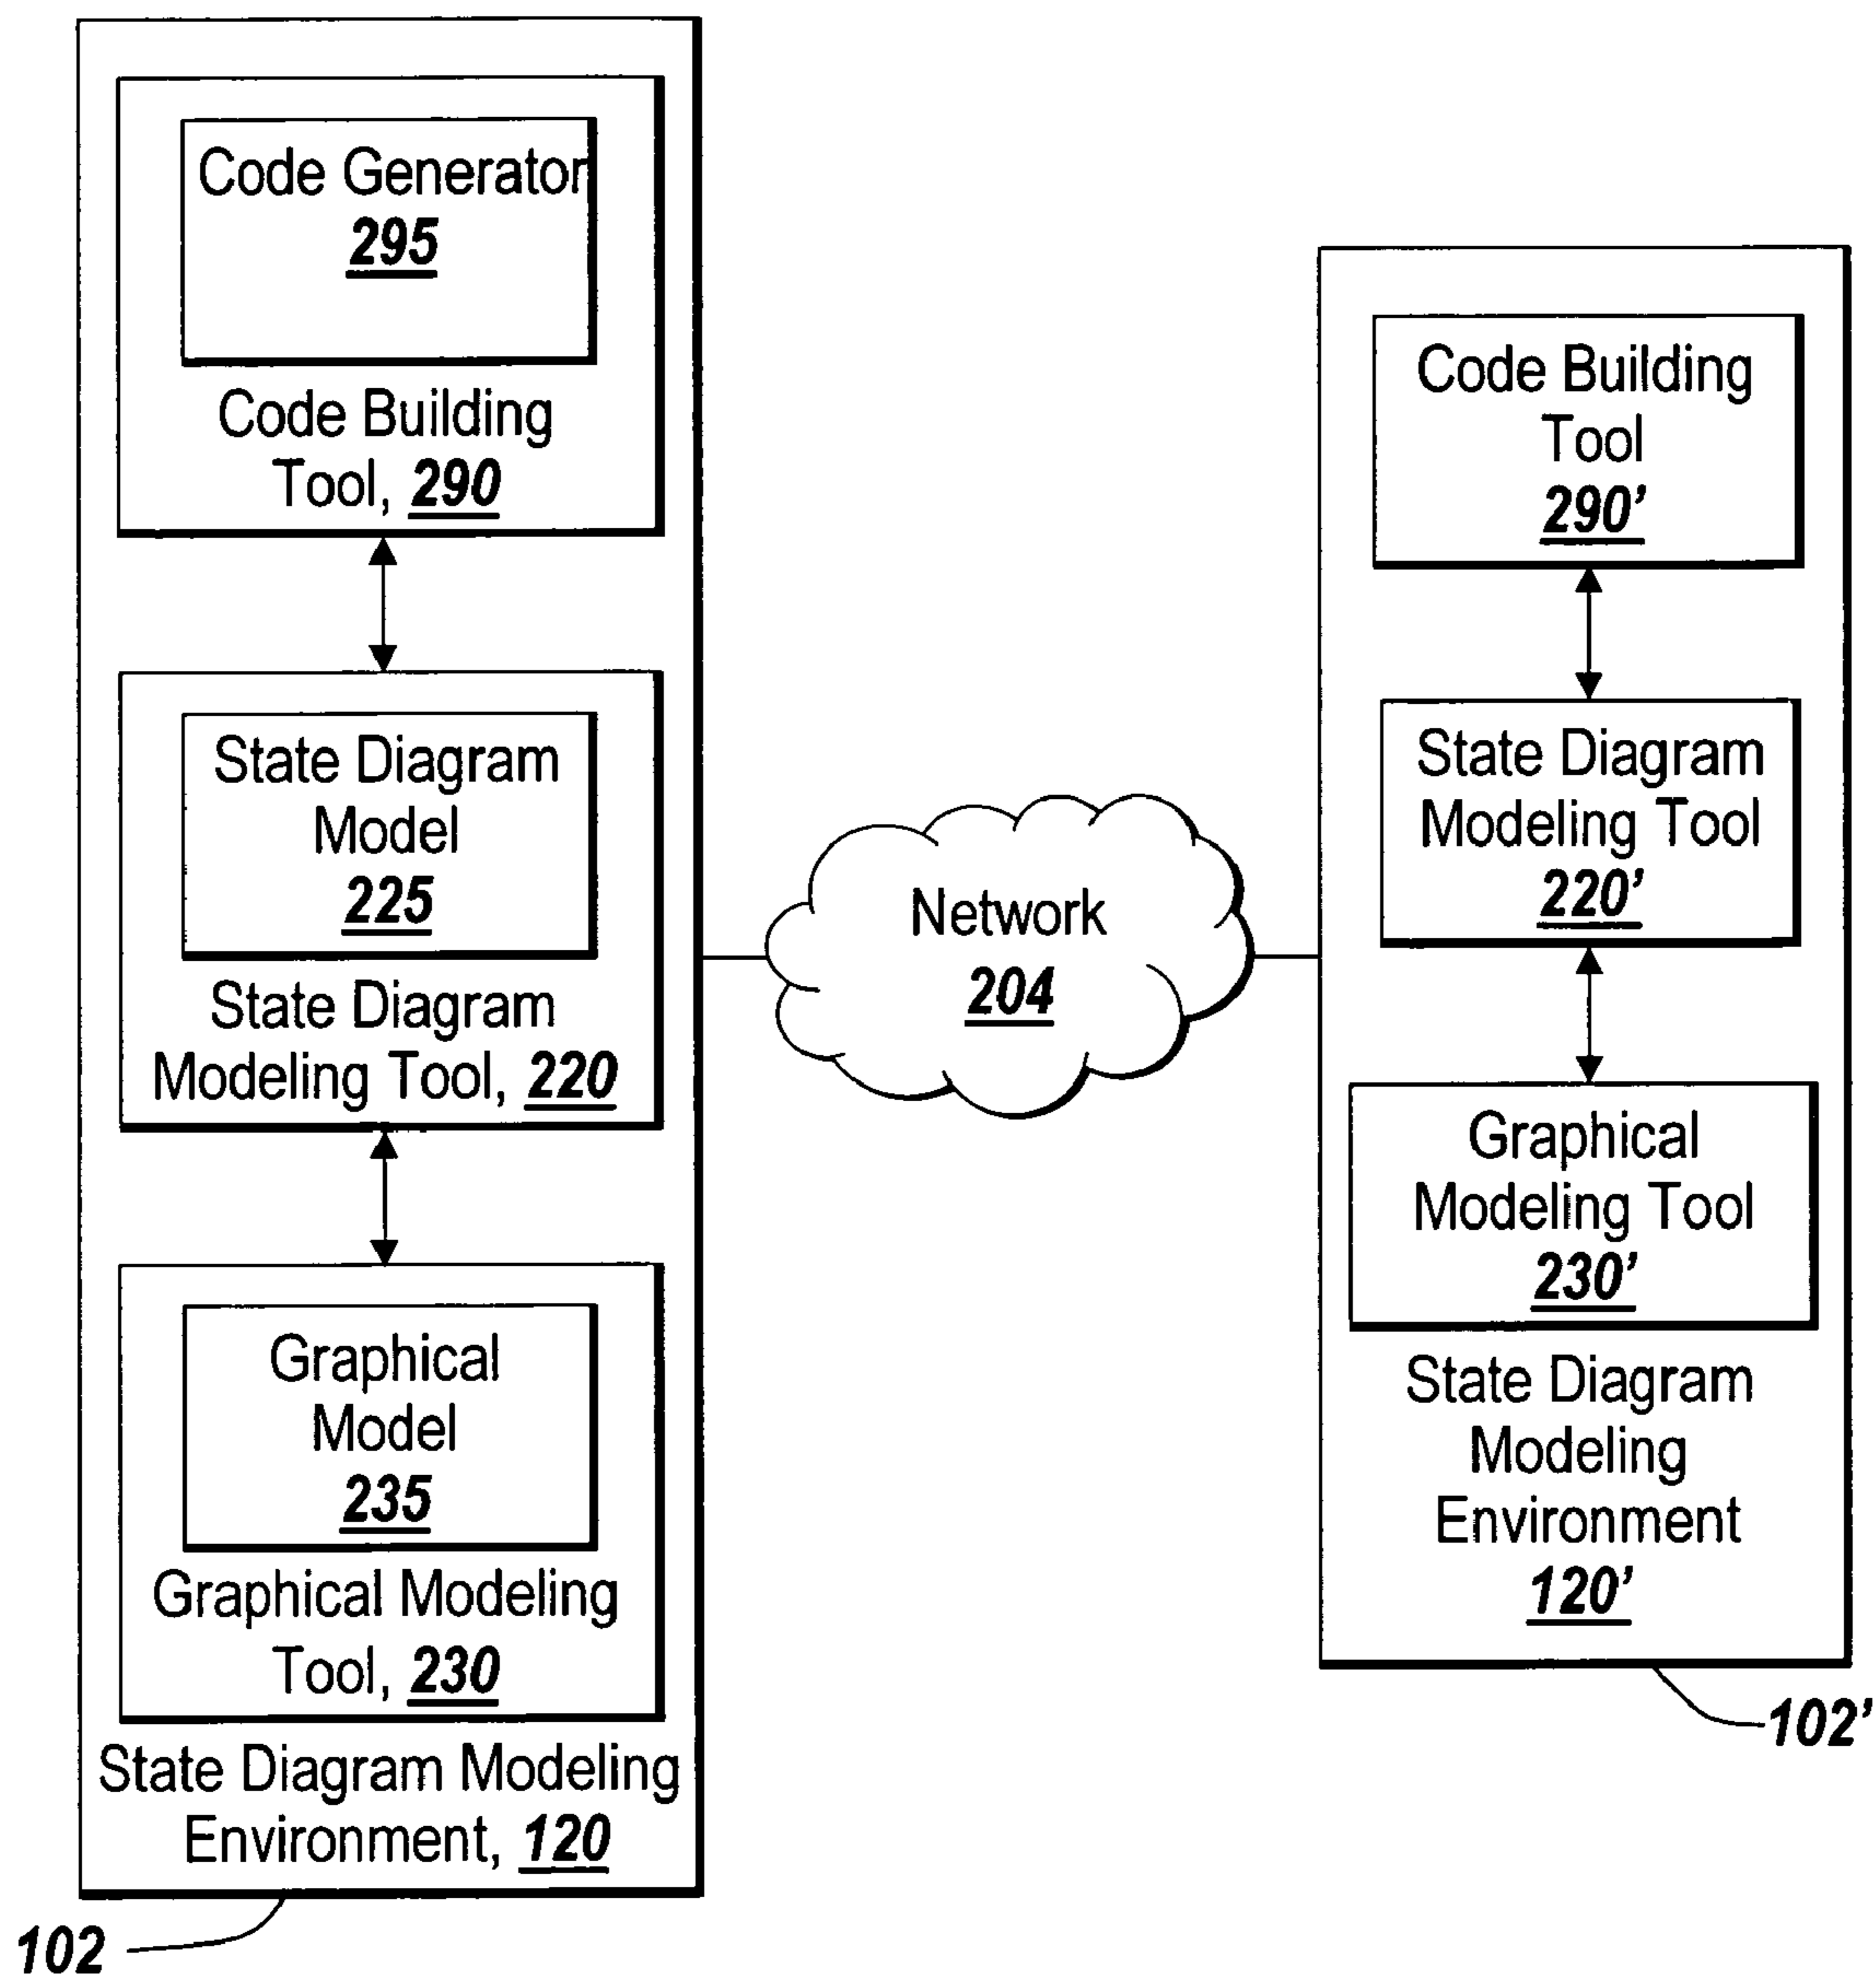 Code Generator
295
Code Building
Tool, 290
State Diagram
Model
225
State Diagram
Modeling Tool, 220
Graphical
Model
235
Graphical Modeling
Tool, 230
State Diagram Modeling
Environment, 120
102
Network
204
Code Building
Tool
290’
State Diagram
Modeling Tool
220’
Graphical
Modeling Tool
230’
State Diagram
Modeling
Environment
120’
102’